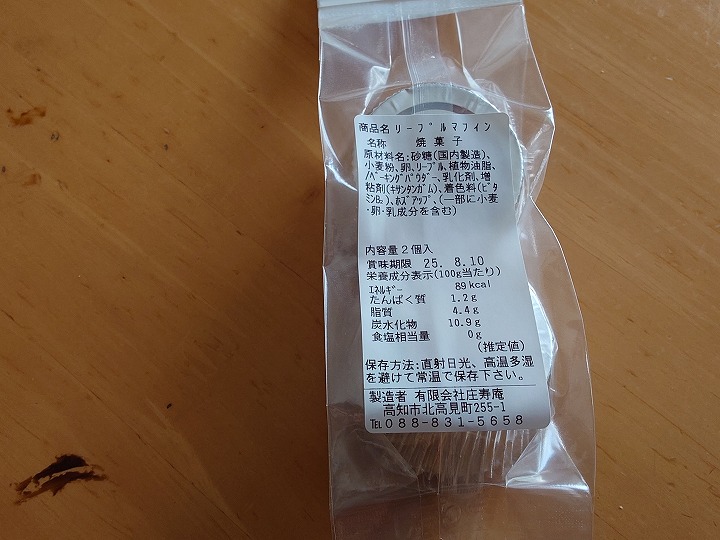 商品名 リープルマフィン
名称 焼菓子
原材料名:砂糖(国内製造)、
小麦粉、卵、リープル、植物油脂、
/ベーキングパウダー、乳化剤、増
粘剤(キサンタンガム)、着色料(ビタ
ミンB₂)、ホズアップ、(一部に小麦
・卵・乳成分を含む)
内容量2個入
賞味期限 25. 8.10
栄養成分表示(100g当たり)
エネルギー 89kcal
たんぱく質 1.2g
脂質 4.4g
炭水化物 10.9g
食塩相当量 0g
(推定値)
保存方法:直射日光、高温多湿
を避けて常温で保存下さい。
製造者 有限会社庄寿庵
高知市北高見町255-1
TEL 088-831-5658